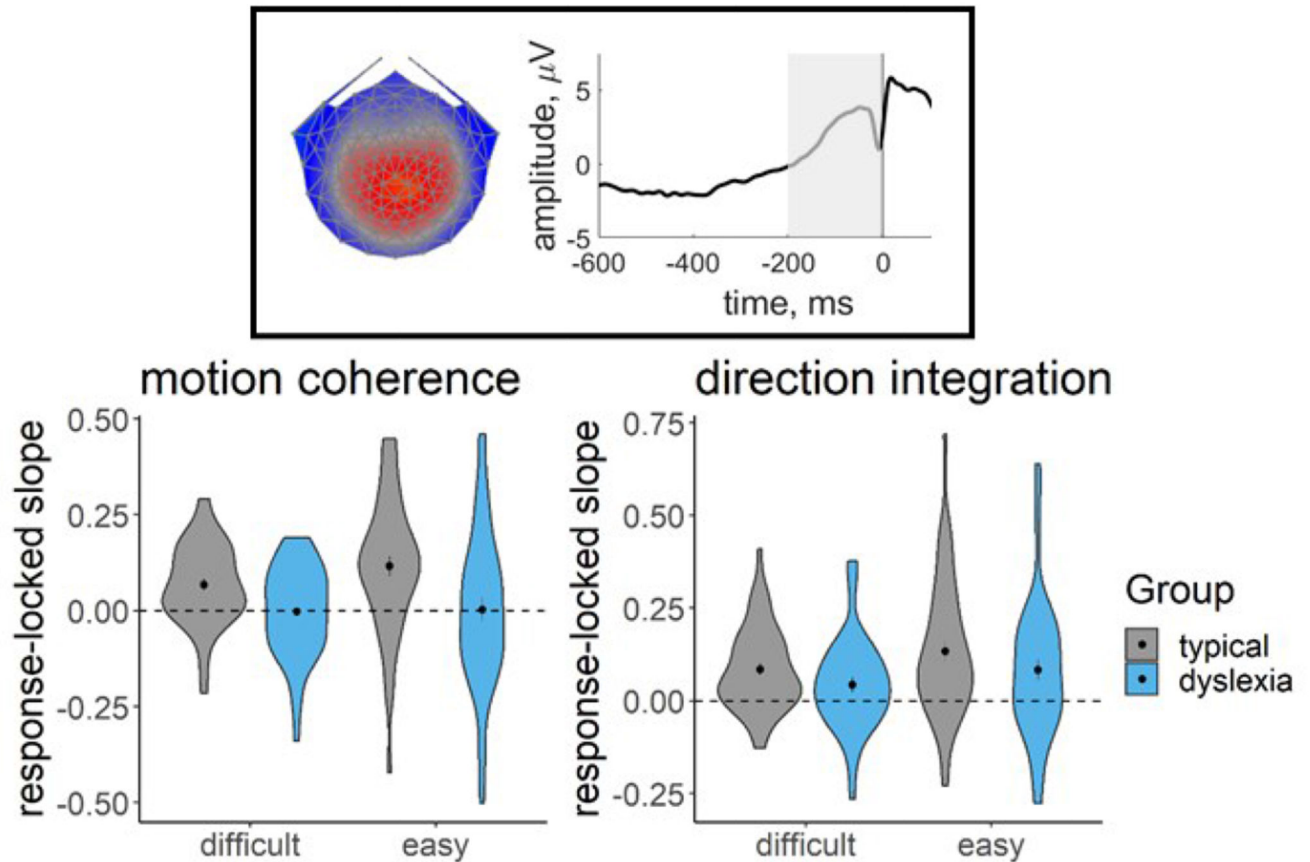 amplitude, μV
5
0
-5
-600 -400 -200 0
time, ms
motion coherence
response-locked slope
0.50
0.25
0.00
-0.25
-0.50
difficult easy
direction integration
response-locked slope
0.75
0.50
0.25
0.00
-0.25
difficult easy
Group
typical
dyslexia